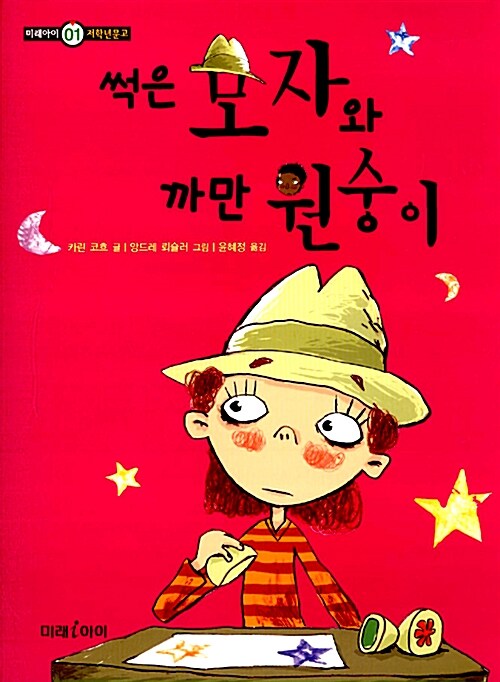 미래아이 01 저학년문고
썩은 모자와
까만 원숭이
카린 코흐 글 | 앙드레 뢰슬러 그림 | 윤혜정 옮김
미래i아이